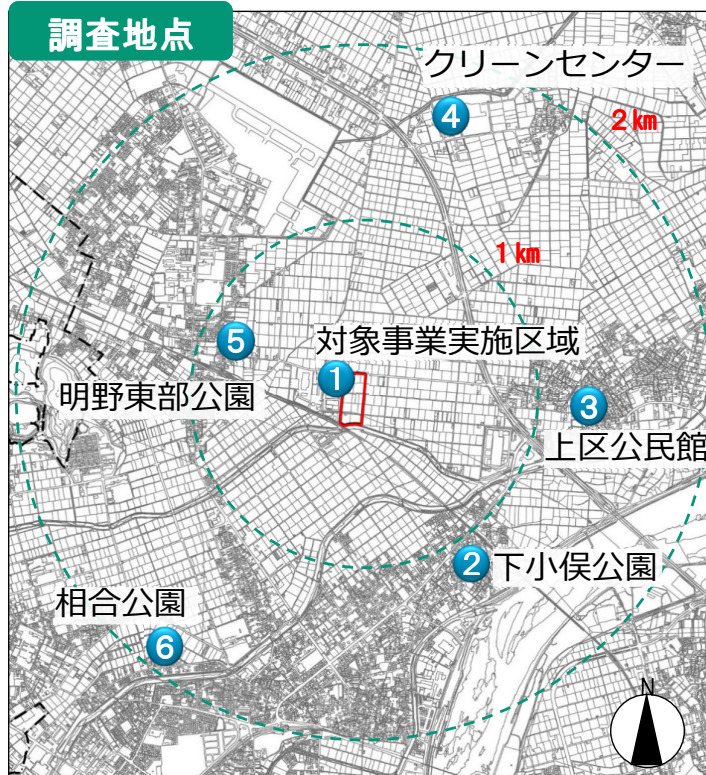 調査地点
クリーンセンター
4
2km
1km
5
対象事業実施区域
1
明野東部公園
3
上区公民館
2
下小俣公園
相合公園
6
N